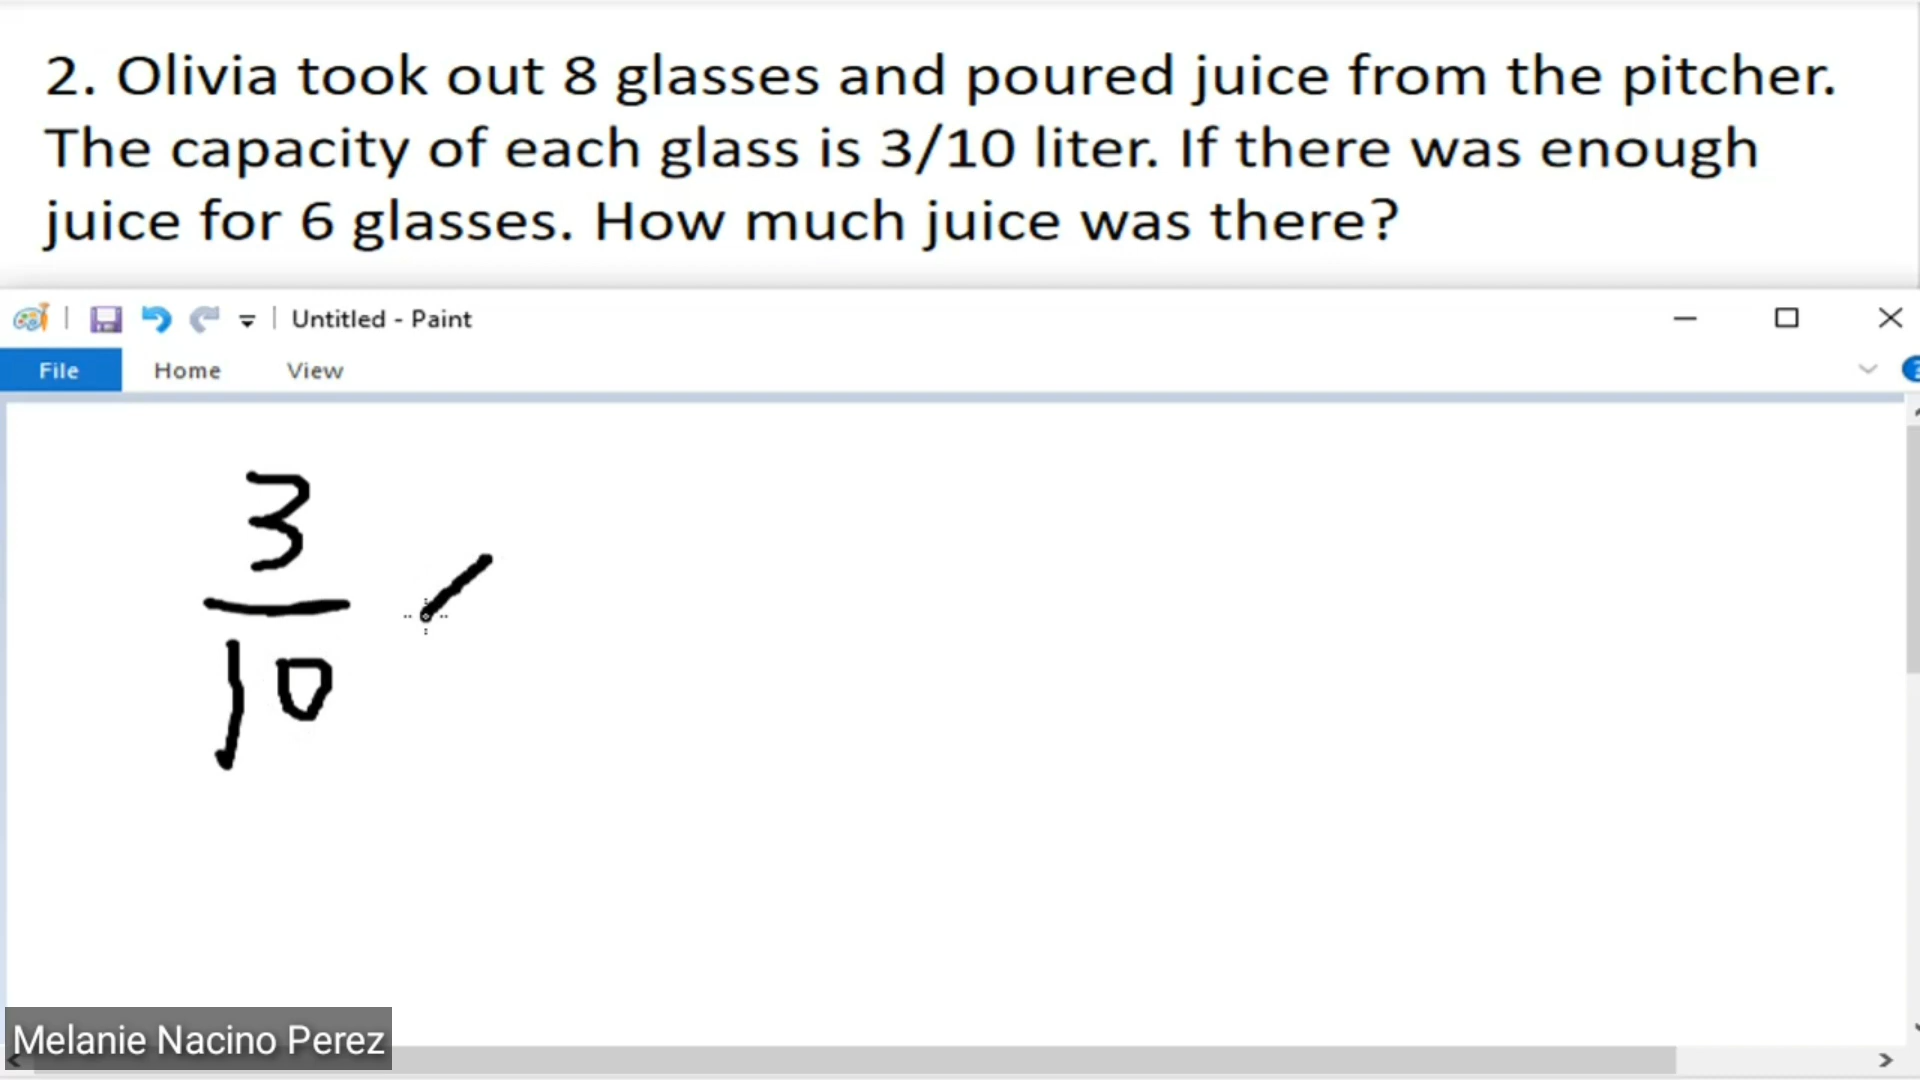 2. Olivia took out 8 glasses and poured juice from the pitcher.
The capacity of each glass is 3/10 liter. If there was enough
juice for 6 glasses. How much juice was there?
Untitled - Paint
File Home View
3
10
Melanie Nacino Perez